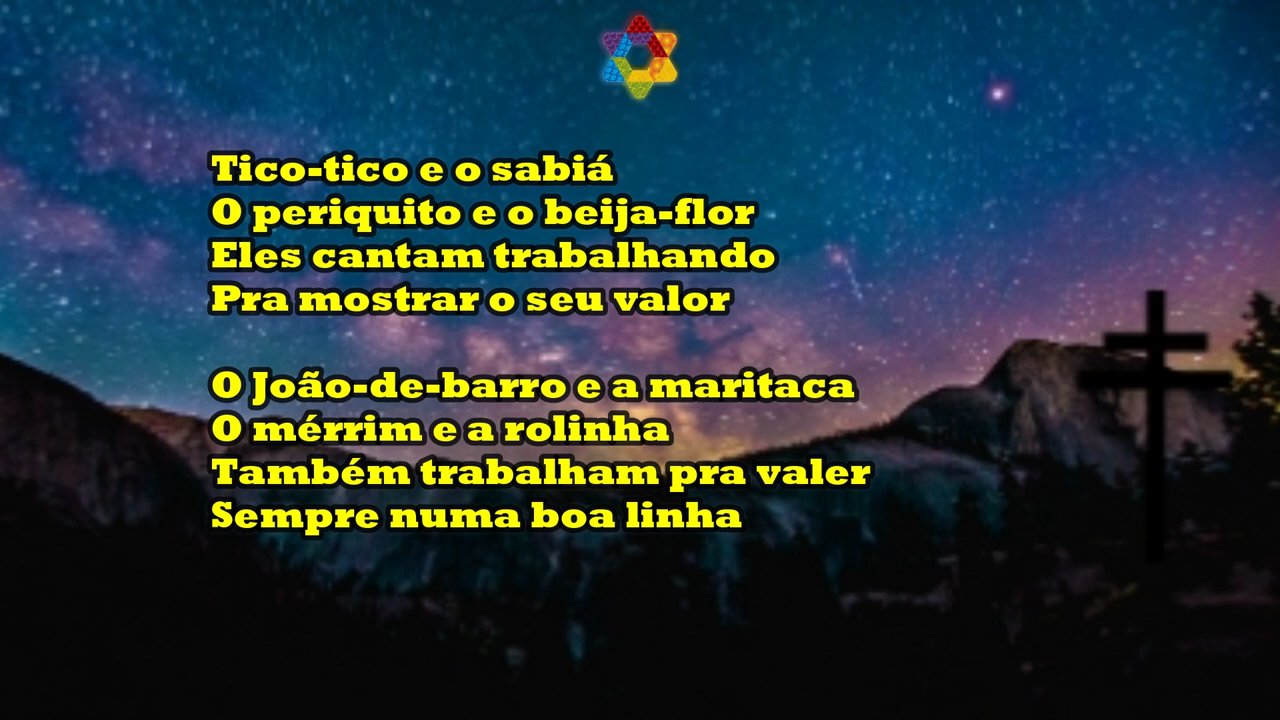 Tico-tico e o sabiá
O periquito e o beija-flor
Eles cantam trabalhando
Pra mostrar o seu valor
O João-de-barro e a maritaca
O mérrim e a rolinha
Também trabalham pra valer
Sempre numa boa linha